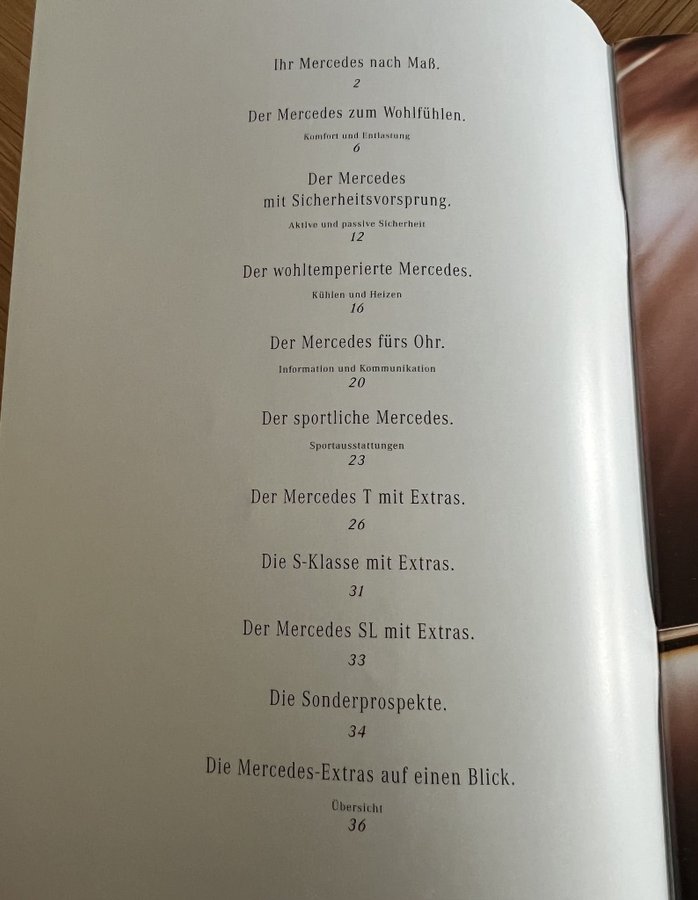 Ihr Mercedes nach Maß.
2
Der Mercedes zum Wohlfühlen.
Komfort und Entlastung
6
Der Mercedes
mit Sicherheitsvorsprung.
Aktive und passive Sicherheit
12
Der wohltemperierte Mercedes.
Kühlen und Heizen
16
Der Mercedes fürs Ohr.
Information und Kommunikation
20
Der sportliche Mercedes.
Sportausstattungen
23
Der Mercedes T mit Extras.
26
Die S-Klasse mit Extras.
31
Der Mercedes SL mit Extras.
33
Die Sonderprospekte.
34
Die Mercedes-Extras auf einen Blick.
Übersicht
36